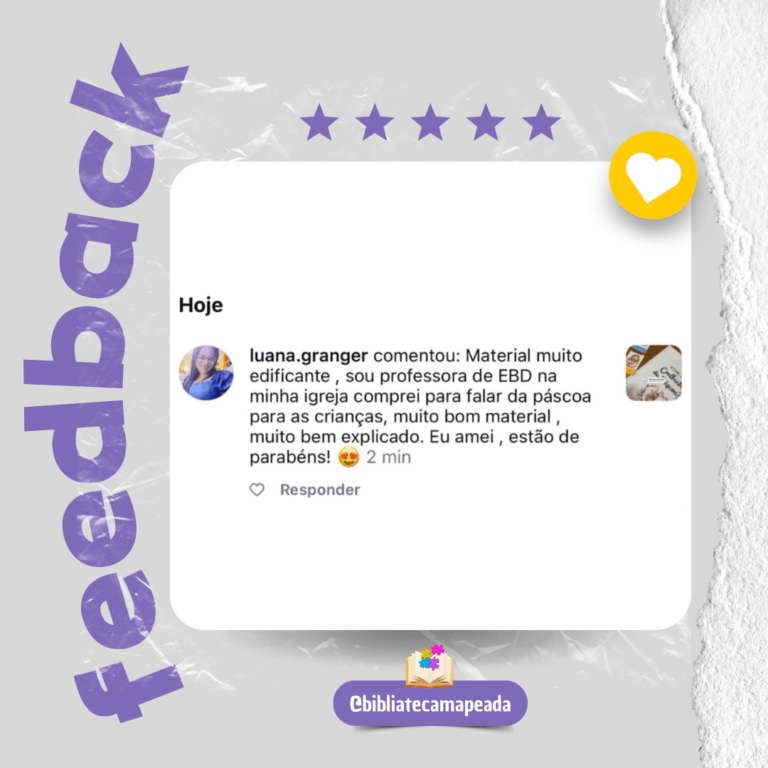 feedback
Hoje
luana.granger comentou: Material muito
edificante , sou professora de EBD na
minha igreja comprei para falar da páscoa
para as crianças, muito bom material ,
muito bem explicado. Eu amei , estão de
parabéns! 😍 2 min
Responder
@bibliatecamapeada